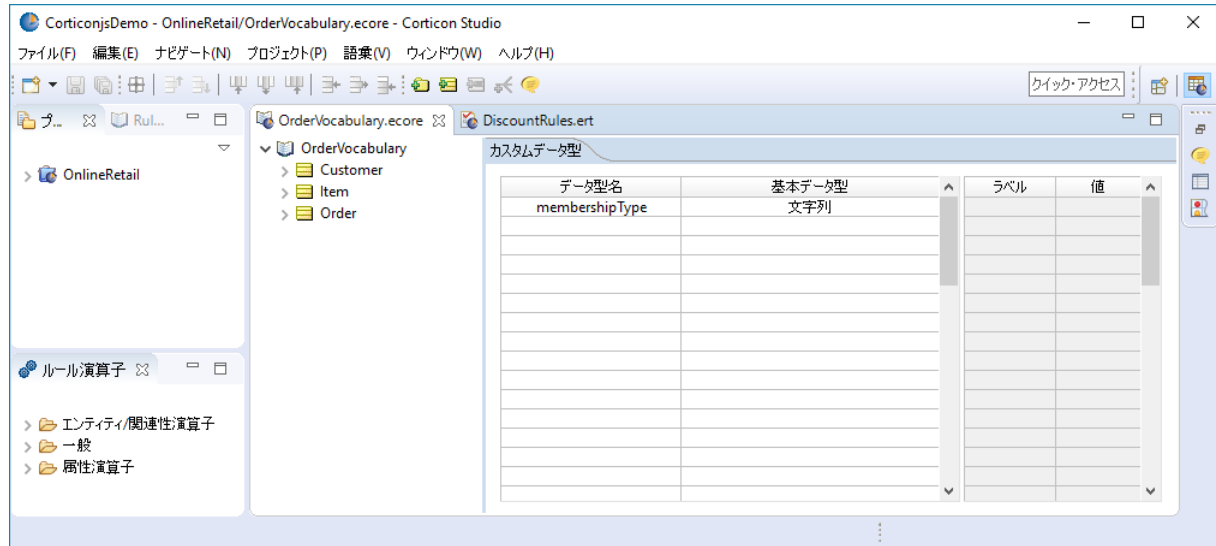 CorticonjsDemo - OnlineRetail/OrderVocabulary.ecore - Corticon Studio
ファイル(F) 編集(E) ナビゲート(N) プロジェクト(P) 語彙(V) ウィンドウ(W) ヘルプ(H)
クイック・アクセス
プ... Rul...
OnlineRetail
OrderVocabulary.ecore DiscountRules.ert
OrderVocabulary
Customer
Item
Order
カスタムデータ型
データ型名 基本データ型 ラベル 値
membershipType 文字列
ルール演算子
エンティティ/関連性演算子
一般
属性演算子